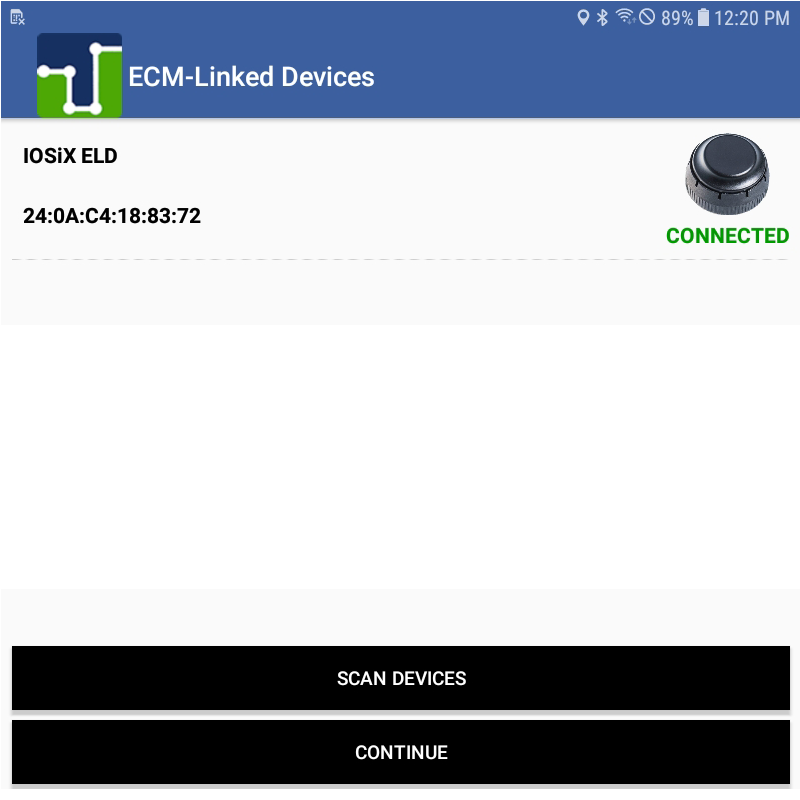 89% 12:20 PM
ECM-Linked Devices
IOSiX ELD
24:0A:C4:18:83:72
CONNECTED
SCAN DEVICES
CONTINUE